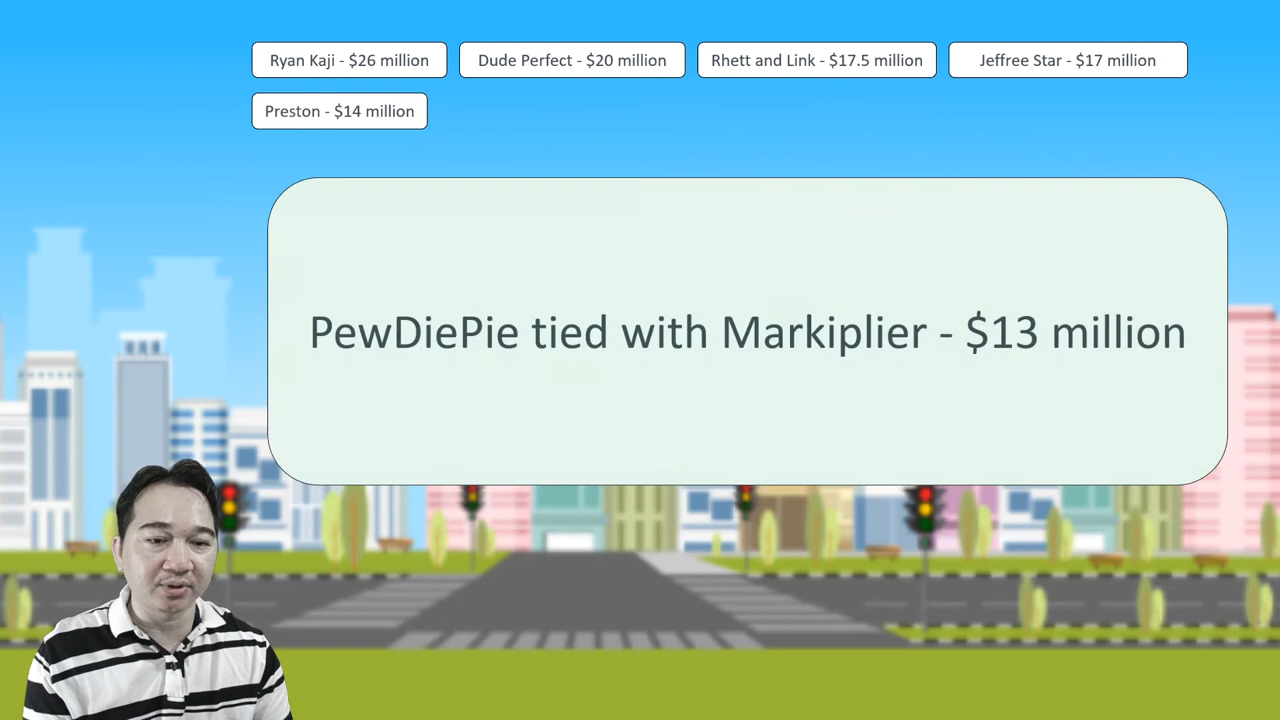 Ryan Kaji - $26 million
Dude Perfect - $20 million
Rhett and Link - $17.5 million
Jeffree Star - $17 million
Preston - $14 million
PewDiePie tied with Markiplier - $13 million